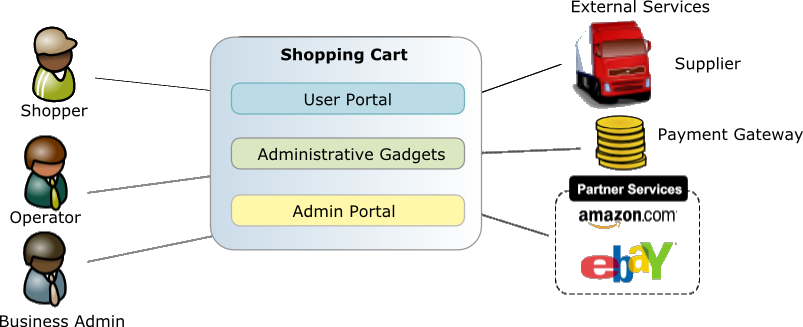 External Services
Shopping Cart
Supplier
User Portal
Shopper
Payment Gateway
Administrative Gadgets
Partner Services
Admin Portal
amazon.com
Operator
ebaY
Business Admin